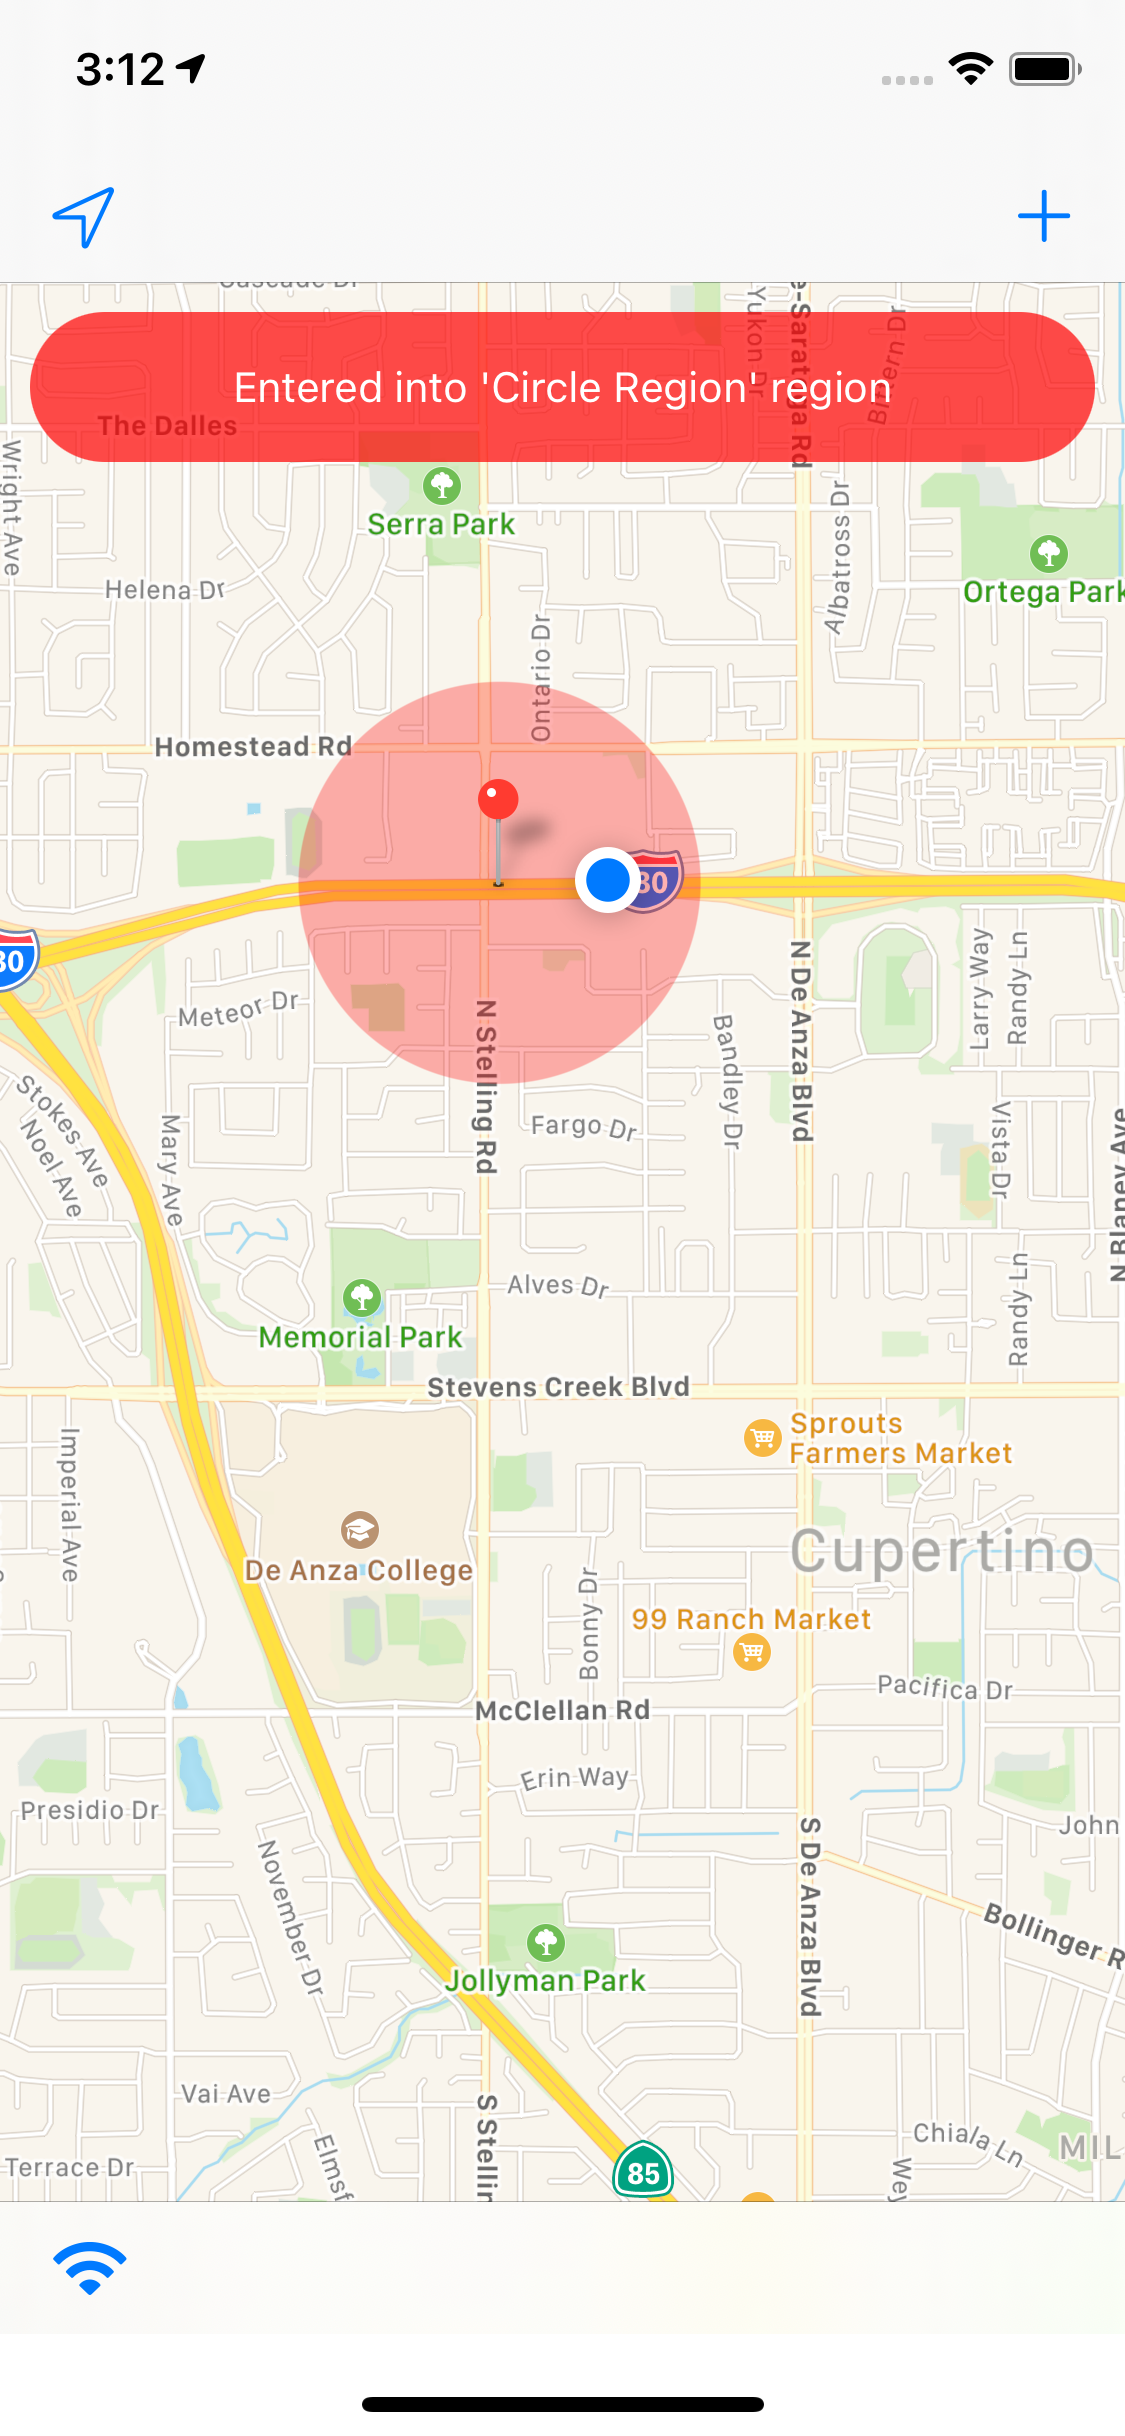 3:12
Yukon Dr
Bittern Dr
Entered into 'Circle Region' region
The Dalles
Wright Ave
Serra Park
Albatross Dr
Ortega Park
Helena Dr
Ontario Dr
Homestead Rd
80
80
N De Anza Blvd
Larry Way
Randy Ln
Meteor Dr
N Stelling Rd
Bandley Dr
Stokes Ave
Noel Ave
Mary Ave
Fargo Dr
Vista Dr
N Blaney Ave
Alves Dr
Randy Ln
Memorial Park
Stevens Creek Blvd
Sprouts
Farmers Market
Imperial Ave
Cupertino
De Anza College
Bonny Dr
99 Ranch Market
Pacifica Dr
McClellan Rd
Erin Way
Presidio Dr
John
S De Anza Blvd
November Dr
Bollinger R
Jollyman Park
Vai Ave
S Stellin
Chiala Ln
MIL
Terrace Dr
Elmsf
85
Wey